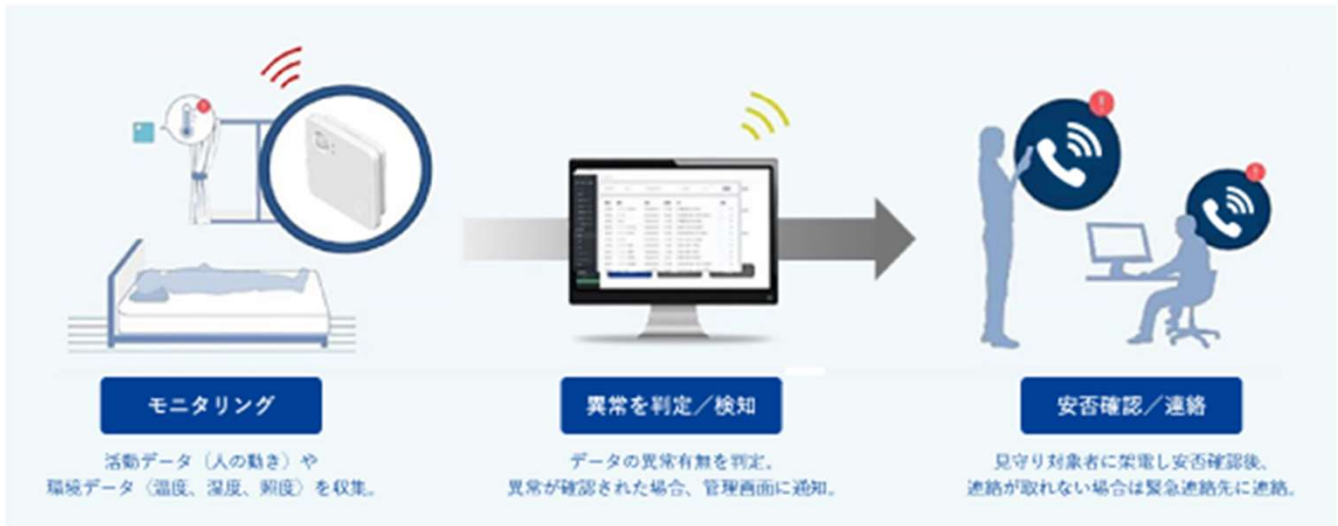 モニタリング
活動データ（人の動き）や
環境データ（温度、湿度、照度）を収集。
異常を判定／検知
データの異常有無を判定。
異常が確認された場合、管理画面に通知。
安否確認／連絡
見守り対象者に架電し安否確認後、
連絡が取れない場合は緊急連絡先に連絡。